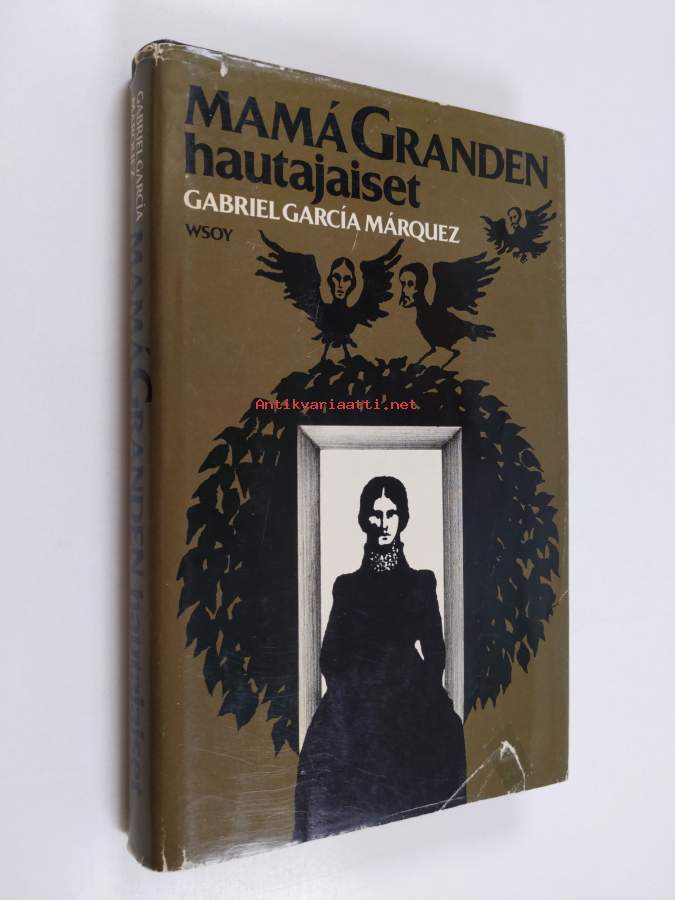 MAMÁ GRANDEN
hautajaiset
GABRIEL GARCÍA MÁRQUEZ
WSOY
Antikvariaatti.net
GABRIEL GARCÍA
MÁRQUEZ
MAMÁ GRANDEN hautajaiset